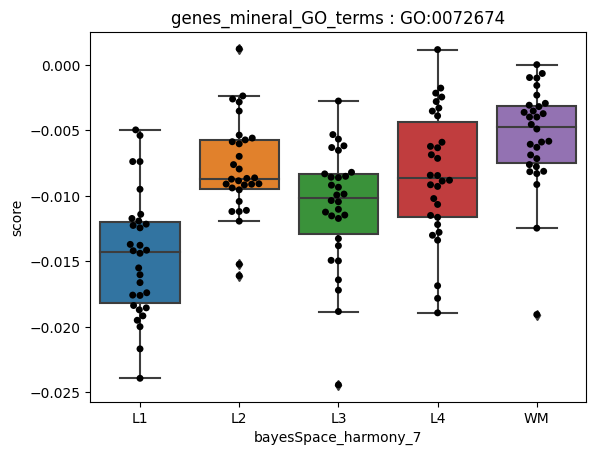 genes_mineral_GO_terms : GO:0072674
0.000
−0.005
−0.010
−0.015
−0.020
−0.025
score
L1 L2 L3 L4 WM
bayesSpace_harmony_7